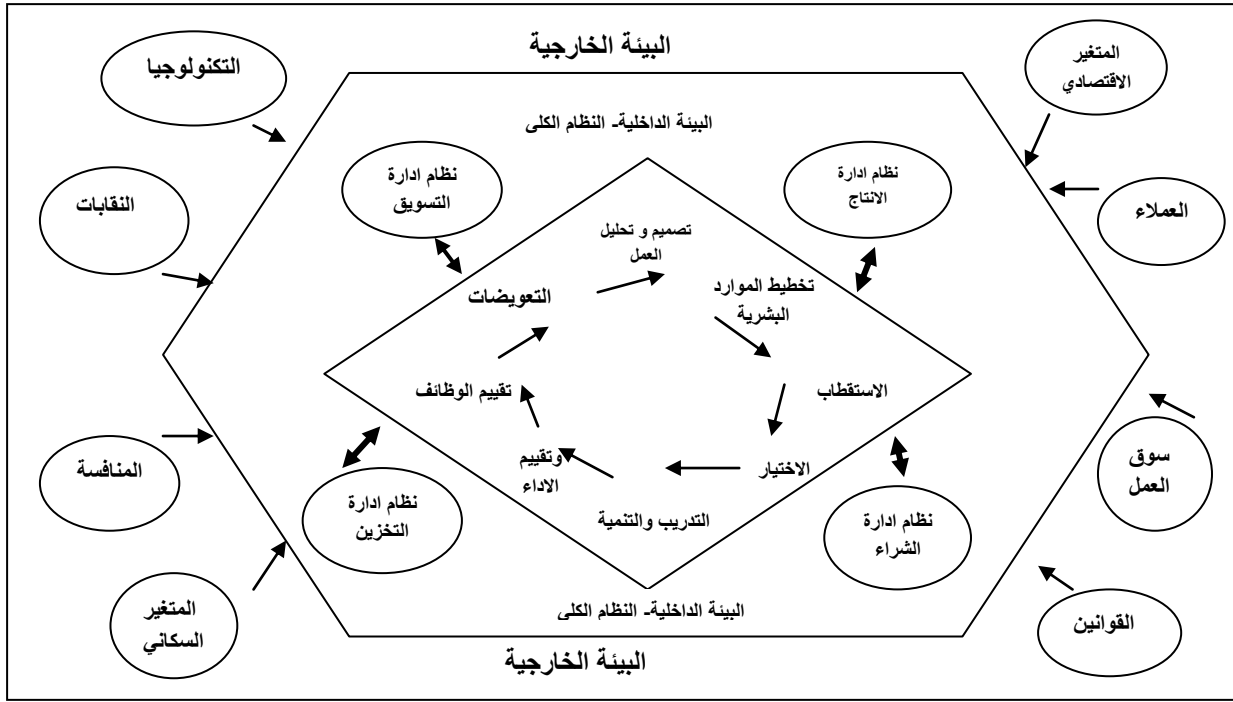 البيئة الخارجية
المتغير
الاقتصادي
التكنولوجيا
البيئة الداخلية- النظام الكلى
نظام ادارة
الانتاج
نظام ادارة
التسويق
العملاء
النقابات
تصميم و تحليل
العمل
تخطيط الموارد
البشرية
التعويضات
الاستقطاب
تقييم الوظائف
الاختيار
وتقييم
الاداء
التدريب والتنمية
سوق
العمل
المنافسة
نظام ادارة
الشراء
نظام ادارة
التخزين
القوانين
المتغير
السكاني
البيئة الداخلية- النظام الكلى
البيئة الخارجية